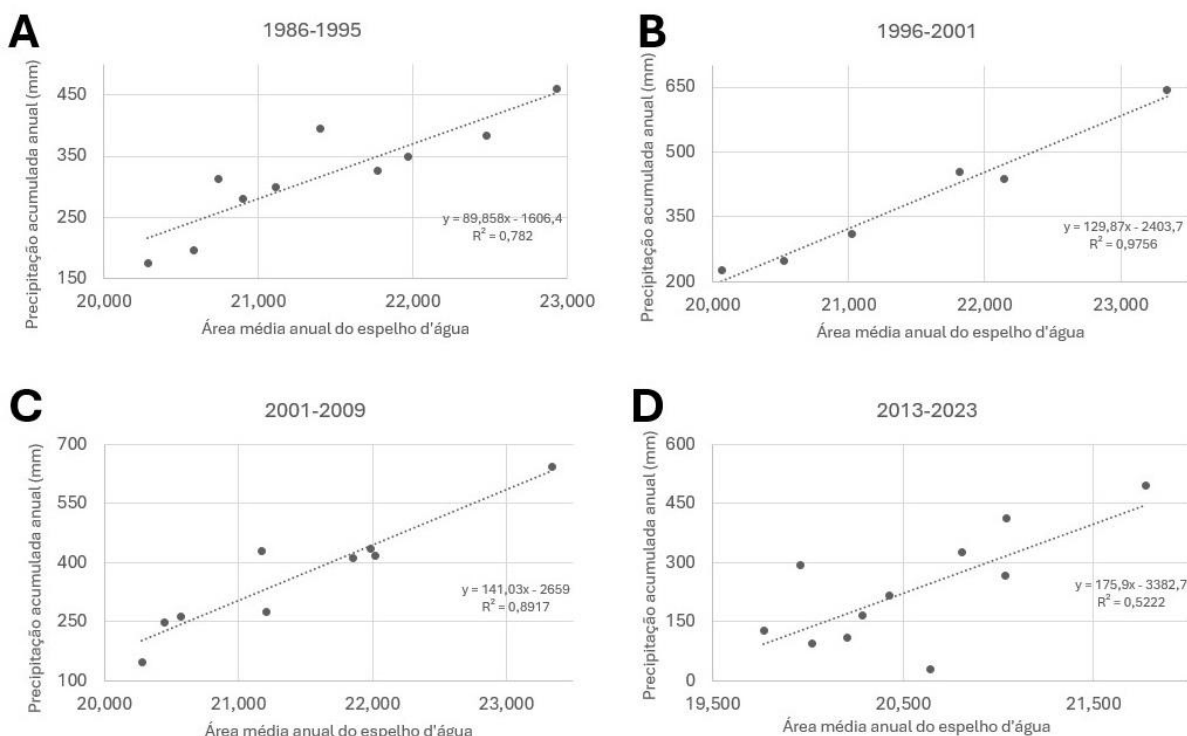 A
1986-1995
Precipitação acumulada anual (mm)
450
350
250
150
y = 89,858x - 1606,4
R² = 0,782
20,000 21,000 22,000 23,000
Área média anual do espelho d'água
B
1996-2001
Precipitação acumulada anual (mm)
650
500
350
200
y = 129,87x - 2403,7
R² = 0,9756
20,000 21,000 22,000 23,000
Área média anual do espelho d'água
C
2001-2009
Precipitação acumulada anual (mm)
700
550
400
250
100
y = 141,03x - 2659
R² = 0,8917
20,000 21,000 22,000 23,000
Área média anual do espelho d'água
D
2013-2023
Precipitação acumulada anual (mm)
600
450
300
150
0
y = 175,9x - 3382,7
R² = 0,5222
19,500 20,500 21,500
Área média anual do espelho d'água